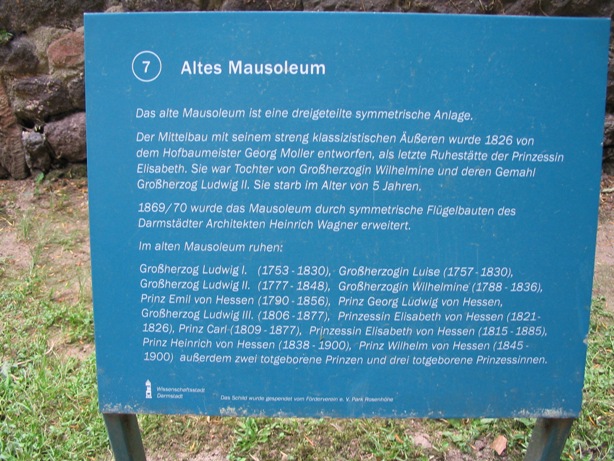 7 Altes Mausoleum
Das alte Mausoleum ist eine dreigeteilte symmetrische Anlage.
Der Mittelbau mit seinem streng klassizistischen Äußeren wurde 1826 von
dem Hofbaumeister Georg Moller entworfen, als letzte Ruhestätte der Prinzessin
Elisabeth. Sie war Tochter von Großherzogin Wilhelmine und deren Gemahl
Großherzog Ludwig II. Sie starb im Alter von 5 Jahren.
1869/70 wurde das Mausoleum durch symmetrische Flügelbauten des
Darmstädter Architekten Heinrich Wagner erweitert.
Im alten Mausoleum ruhen:
Großherzog Ludwig I. (1753 - 1830), Großherzogin Luise (1757 - 1830),
Großherzog Ludwig II. (1777 - 1848), Großherzogin Wilhelmine (1788 - 1836),
Prinz Emil von Hessen (1790 - 1856), Prinz Georg Ludwig von Hessen,
Großherzog Ludwig III. (1806 - 1877), Prinzessin Elisabeth von Hessen (1821 -
1826), Prinz Carl (1809 - 1877), Prinzessin Elisabeth von Hessen (1815 - 1885),
Prinz Heinrich von Hessen (1838 - 1900), Prinz Wilhelm von Hessen (1845 -
1900) außerdem zwei totgeborene Prinzen und drei totgeborene Prinzessinnen.
Wissenschaftsstadt
Darmstadt
Das Schild wurde gespendet vom Förderverein e. V. Park Rosenhöhe